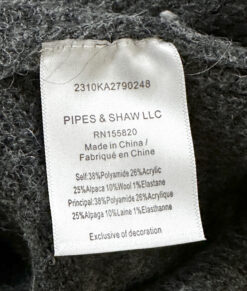 2310KA2790248
PIPES & SHAW LLC
RN155820
Made in China /
Fabriqué en Chine
Self:38%Polyamide 26%Acrylic
25%Alpaca 10%Wool 1%Elastane
Principal:38%Polyamide 26%Acrylique
25%Alpaga 10%Laine 1%Elasthanne
Exclusive of decoration